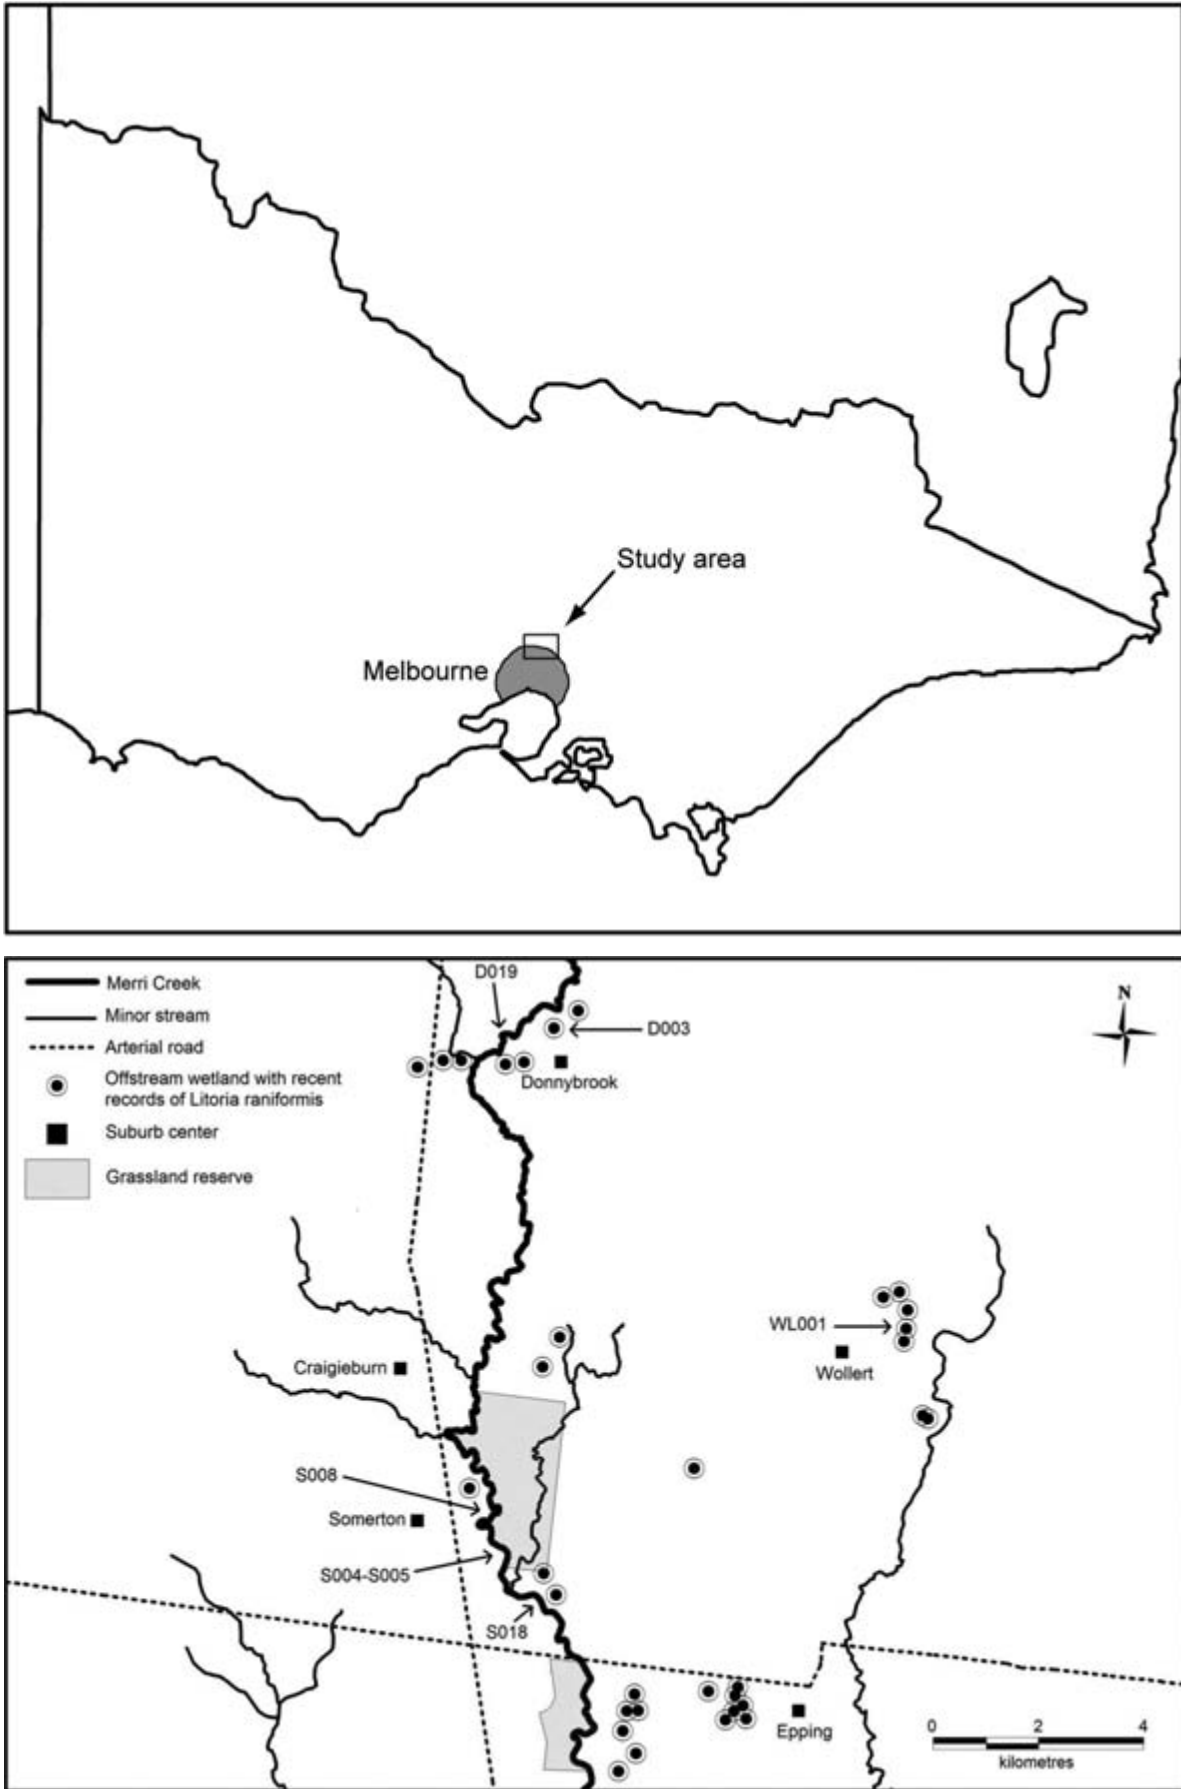 Study area
Melbourne
Merri Creek
Minor stream
Arterial road
Offstream wetland with recent
records of Litoria raniformis
Suburb center
Grassland reserve
D019
N
D003
Donnybrook
WL001
Wollert
Craigieburn
S008
Somerton
S004-S005
S018
Epping
0 2 4
kilometres